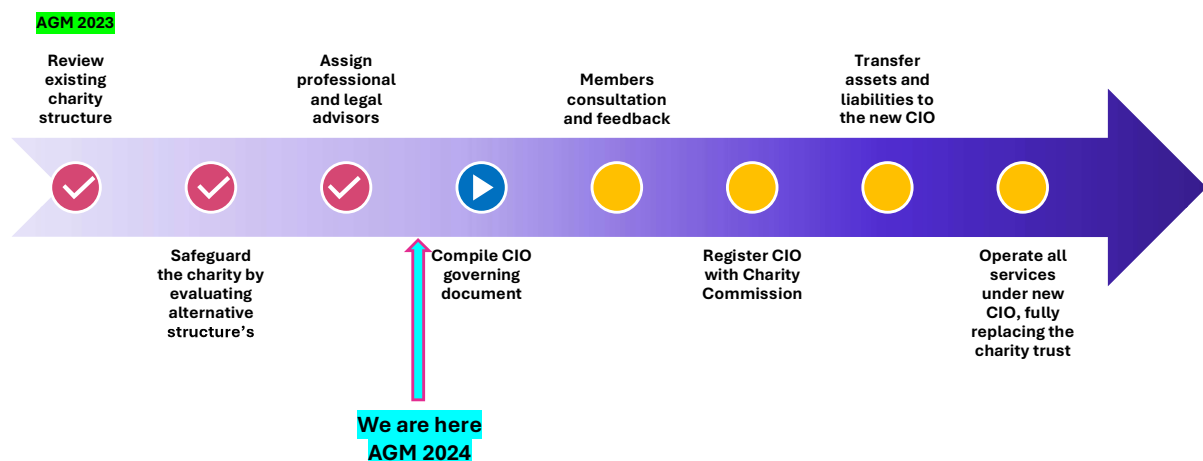 AGM 2023
Review
existing
charity
structure
Safeguard
the charity by
evaluating
alternative
structure's
Assign
professional
and legal
advisors
We are here
AGM 2024
Compile CIO
governing
document
Members
consultation
and feedback
Register CIO
with Charity
Commission
Transfer
assets and
liabilities to
the new CIO
Operate all
services
under new
CIO, fully
replacing the
charity trust